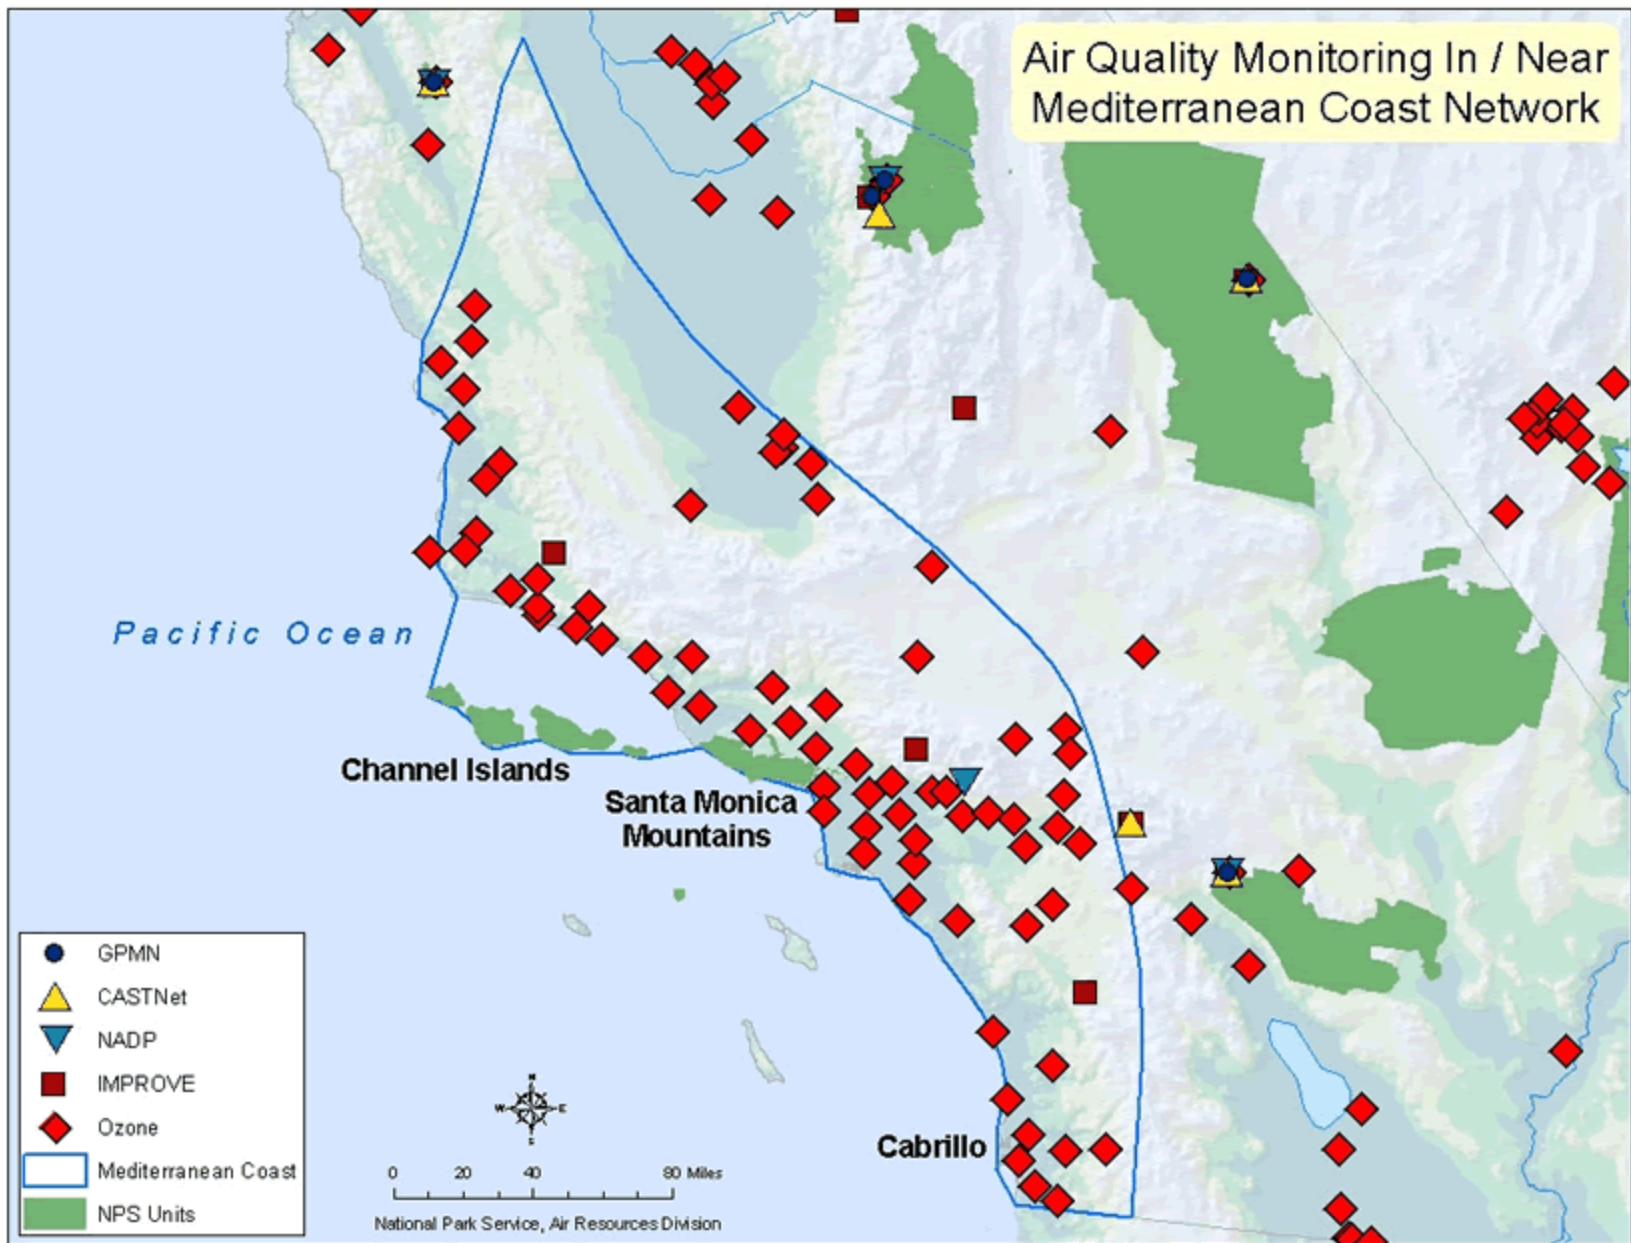 Air Quality Monitoring In / Near
Mediterranean Coast Network
Pacific Ocean
Channel Islands
Santa Monica
Mountains
Cabrillo
GPMN
CASTNet
NADP
IMPROVE
Ozone
Mediterranean Coast
NPS Units
N
W E
S
0 20 40 80 Miles
National Park Service, Air Resources Division